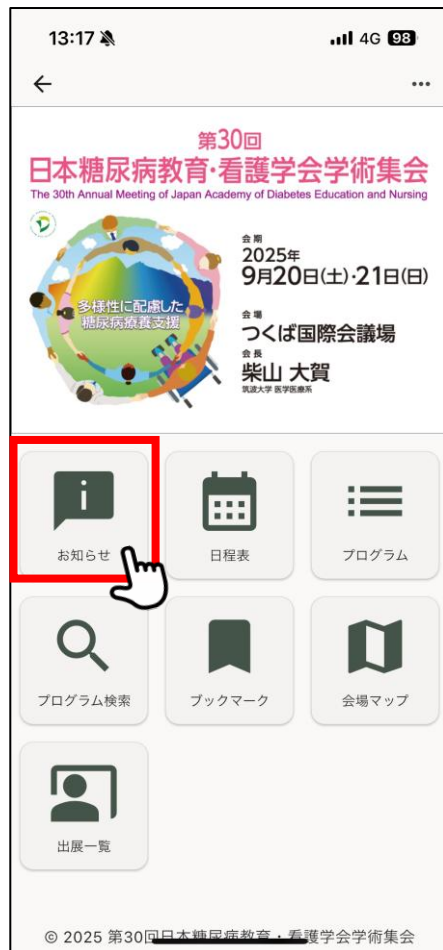 13:17
4G 98
第30回
日本糖尿病教育・看護学会学術集会
The 30th Annual Meeting of Japan Academy of Diabetes Education and Nursing
会期
2025年
9月20日(土)・21日(日)
多様性に配慮した
糖尿病療養支援
会場
つくば国際会議場
会長
柴山 大賀
筑波大学 医学医療系
お知らせ
日程表
プログラム
プログラム検索
ブックマーク
会場マップ
出展一覧
© 2025 第30回日本糖尿病教育・看護学会学術集会